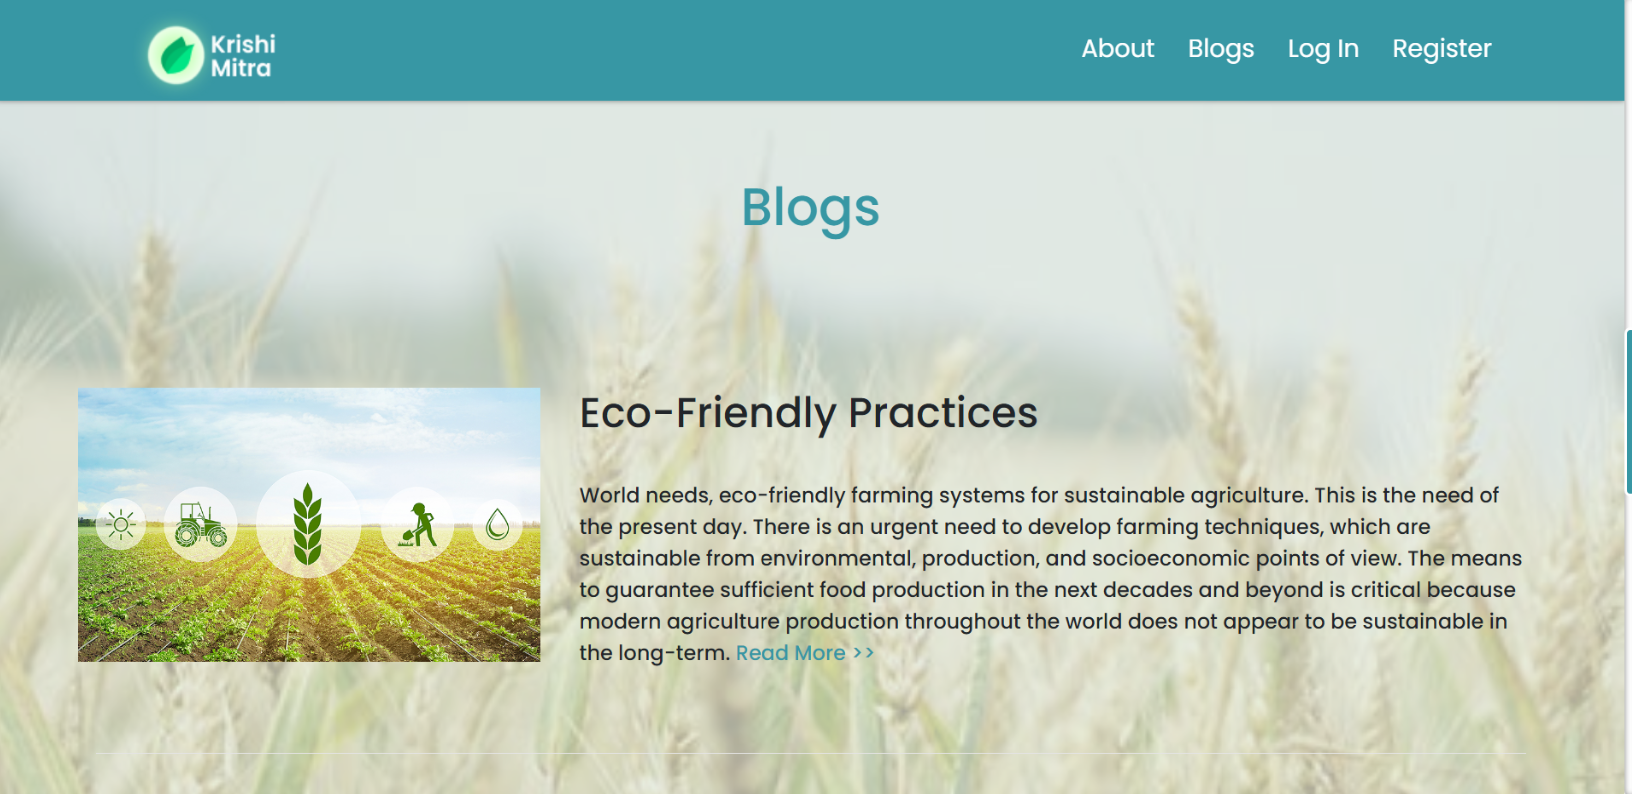 Krishi
Mitra
About Blogs Log In Register
Blogs
Eco-Friendly Practices
World needs, eco-friendly farming systems for sustainable agriculture. This is the need of
the present day. There is an urgent need to develop farming techniques, which are
sustainable from environmental, production, and socioeconomic points of view. The means
to guarantee sufficient food production in the next decades and beyond is critical because
modern agriculture production throughout the world does not appear to be sustainable in
the long-term. Read More >>